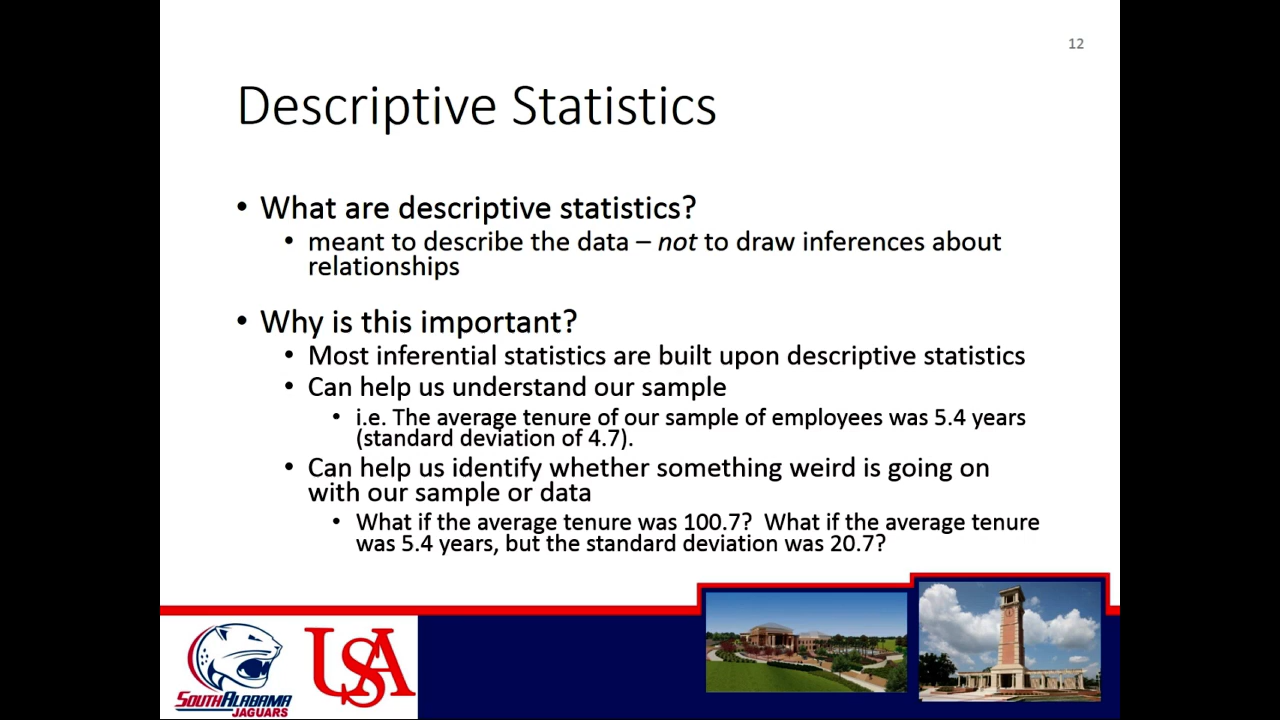 12
Descriptive Statistics
• What are descriptive statistics?
• meant to describe the data – not to draw inferences about
relationships
• Why is this important?
• Most inferential statistics are built upon descriptive statistics
• Can help us understand our sample
• i.e. The average tenure of our sample of employees was 5.4 years
(standard deviation of 4.7).
• Can help us identify whether something weird is going on
with our sample or data
• What if the average tenure was 100.7?  What if the average tenure
was 5.4 years, but the standard deviation was 20.7?
SOUTH ALABAMA
JAGUARS
USA